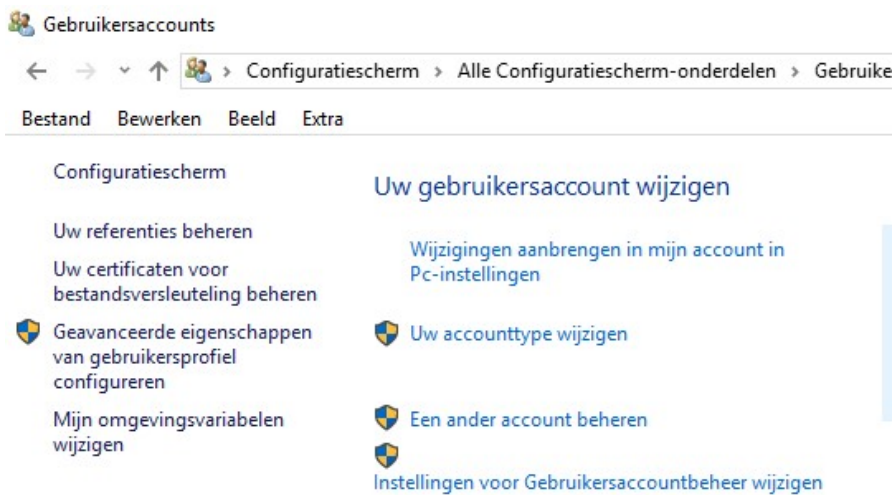 Gebruikersaccounts
Configuratiescherm > Alle Configuratiescherm-onderdelen > Gebruike
Bestand Bewerken Beeld Extra
Configuratiescherm
Uw referenties beheren
Uw certificaten voor
bestandsversleuteling beheren
Geavanceerde eigenschappen
van gebruikersprofiel
configureren
Mijn omgevingsvariabelen
wijzigen
Uw gebruikersaccount wijzigen
Wijzigingen aanbrengen in mijn account in
Pc-instellingen
Uw accounttype wijzigen
Een ander account beheren
Instellingen voor Gebruikersaccountbeheer wijzigen